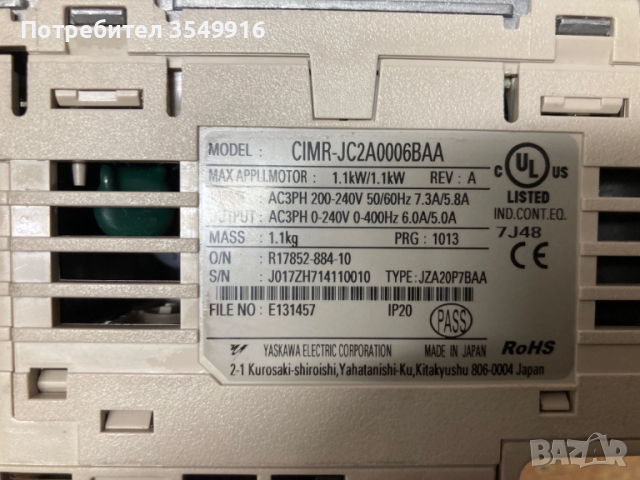 Потребител 3549916
MODEL : CIMR-JC2A0006BAA
MAX APPLI.MOTOR : 1.1kW/1.1kW REV : A
: AC3PH 200-240V 50/60Hz 7.3A/5.8A
OUTPUT : AC3PH 0-240V 0-400Hz 6.0A/5.0A
MASS : 1.1kg PRG : 1013
O/N : R17852-884-10
S/N : J017ZH714110010 TYPE: JZA20P7BAA
FILE NO : E131457 IP20
PASS
C UL US
LISTED
IND.CONT.EQ.
7J48
CE
YASKAWA ELECTRIC CORPORATION MADE IN JAPAN RoHS
2-1 Kurosaki-shiroishi,Yahatanishi-Ku,Kitakyushu 806-0004 Japan
bazar